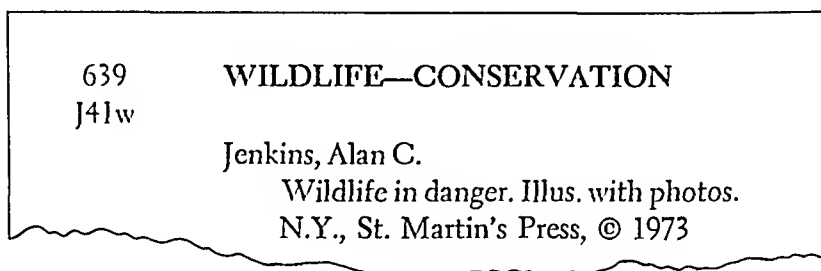 639 WILDLIFE—CONSERVATION
J41w
Jenkins, Alan C.
Wildlife in danger. Illus. with photos.
N.Y., St. Martin's Press, © 1973